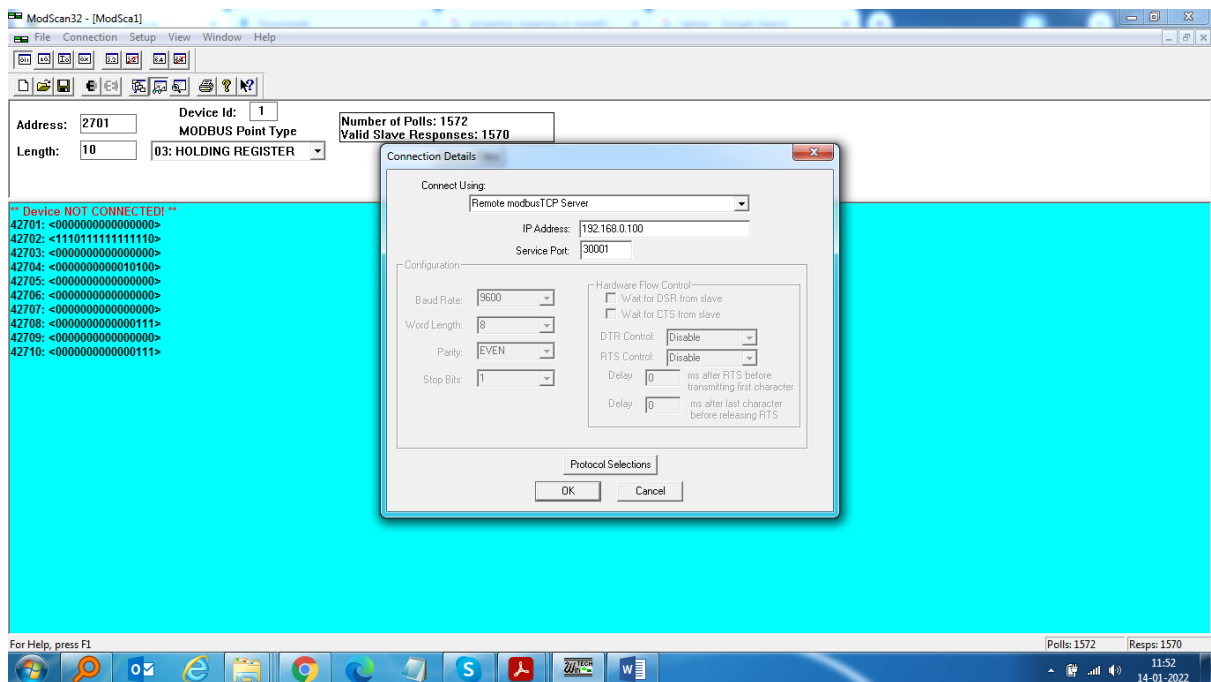 ModScan32 - [ModSca1]
File Connection Setup View Window Help
Address: 2701
Device Id: 1
MODBUS Point Type
Length: 10
03: HOLDING REGISTER
Number of Polls: 1572
Valid Slave Responses: 1570
** Device NOT CONNECTED! **
42701: <0000000000000000>
42702: <1110111111111110>
42703: <0000000000000000>
42704: <0000000000010100>
42705: <0000000000000000>
42706: <0000000000000000>
42707: <0000000000000000>
42708: <0000000000000111>
42709: <0000000000000000>
42710: <0000000000000111>
Connection Details
Connect Using:
Remote modbusTCP Server
IP Address: 192.168.0.100
Service Port: 30001
Configuration
Baud Rate: 9600
Word Length: 8
Parity: EVEN
Stop Bits: 1
Hardware Flow Control
Wait for DSR from slave
Wait for CTS from slave
DTR Control: Disable
RTS Control: Disable
Delay 0 ms after RTS before
transmitting first character
Delay 0 ms after last character
before releasing RTS
Protocol Selections
OK Cancel
For Help, press F1
Polls: 1572 Resps: 1570
11:52
14-01-2022